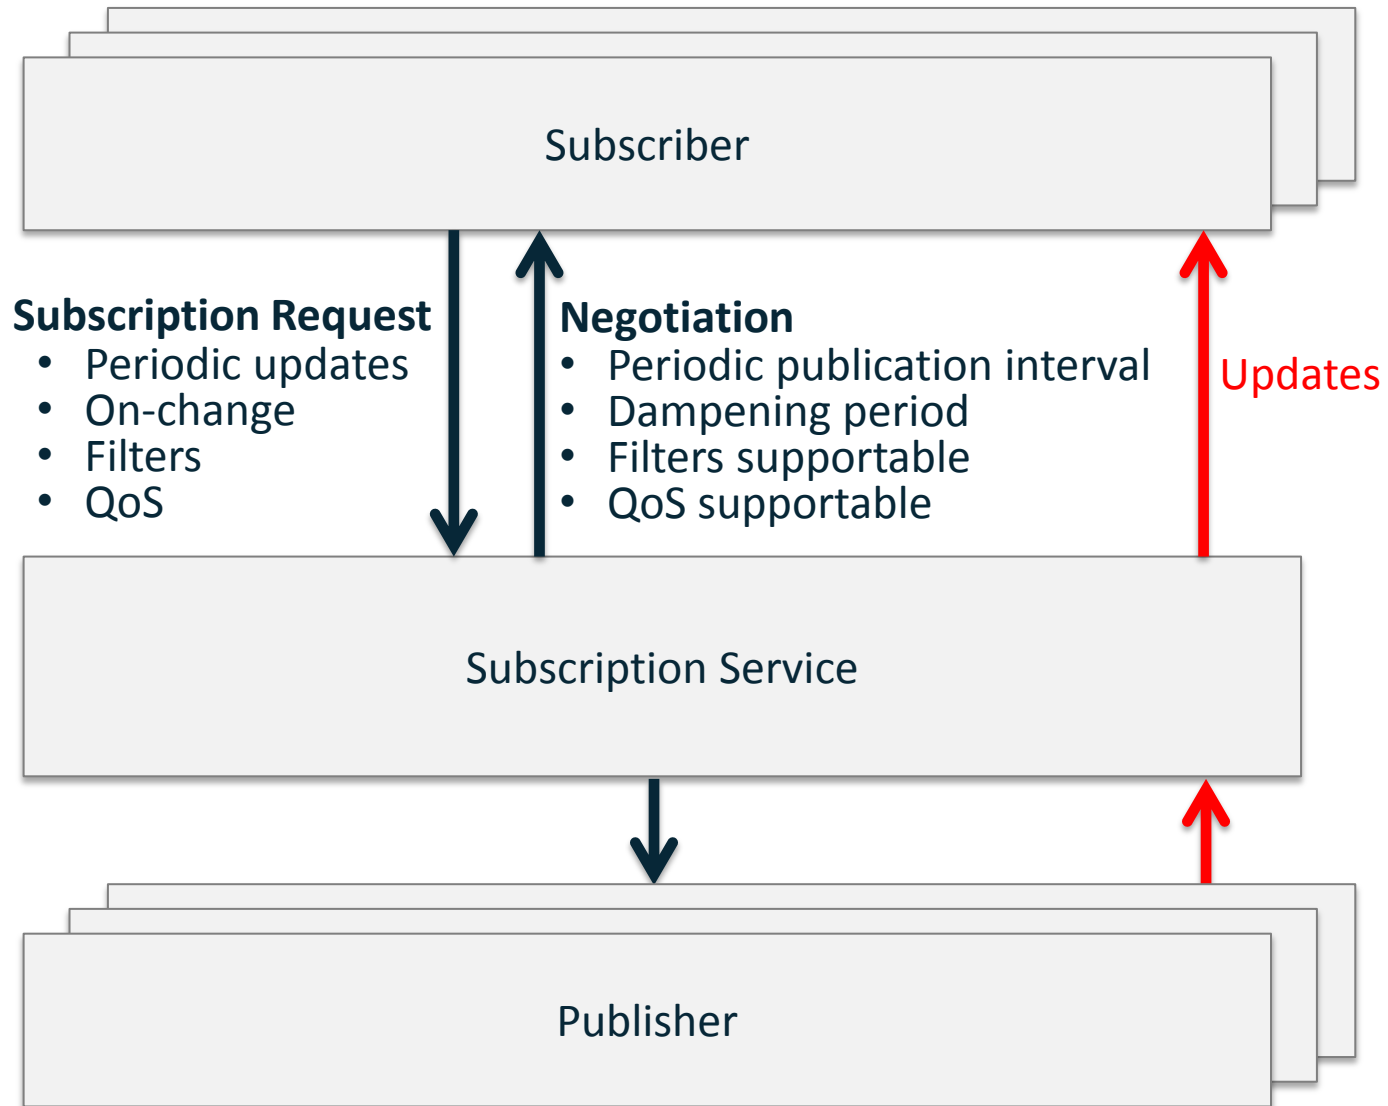 Subscriber
Subscription Request
• Periodic updates
• On-change
• Filters
• QoS
Negotiation
• Periodic publication interval
• Dampening period
• Filters supportable
• QoS supportable
Updates
Subscription Service
Publisher